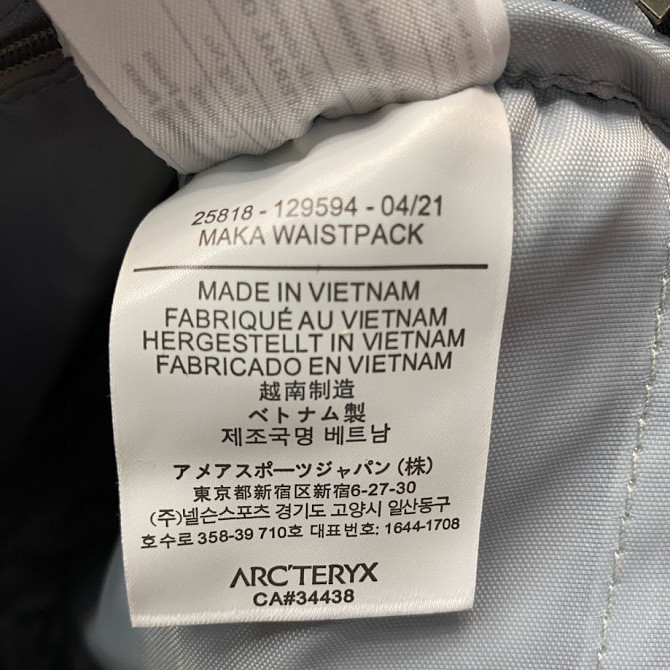 25818 - 129594 - 04/21
MAKA WAISTPACK
MADE IN VIETNAM
FABRIQUÉ AU VIETNAM
HERGESTELLT IN VIETNAM
FABRICADO EN VIETNAM
越南制造
ベトナム製
제조국명 베트남
アメアスポーツジャパン (株)
東京都新宿区新宿6-27-30
(주)넬슨스포츠 경기도 고양시 일산동구
호수로 358-39 710호 대표번호: 1644-1708
ARC'TERYX
CA#34438